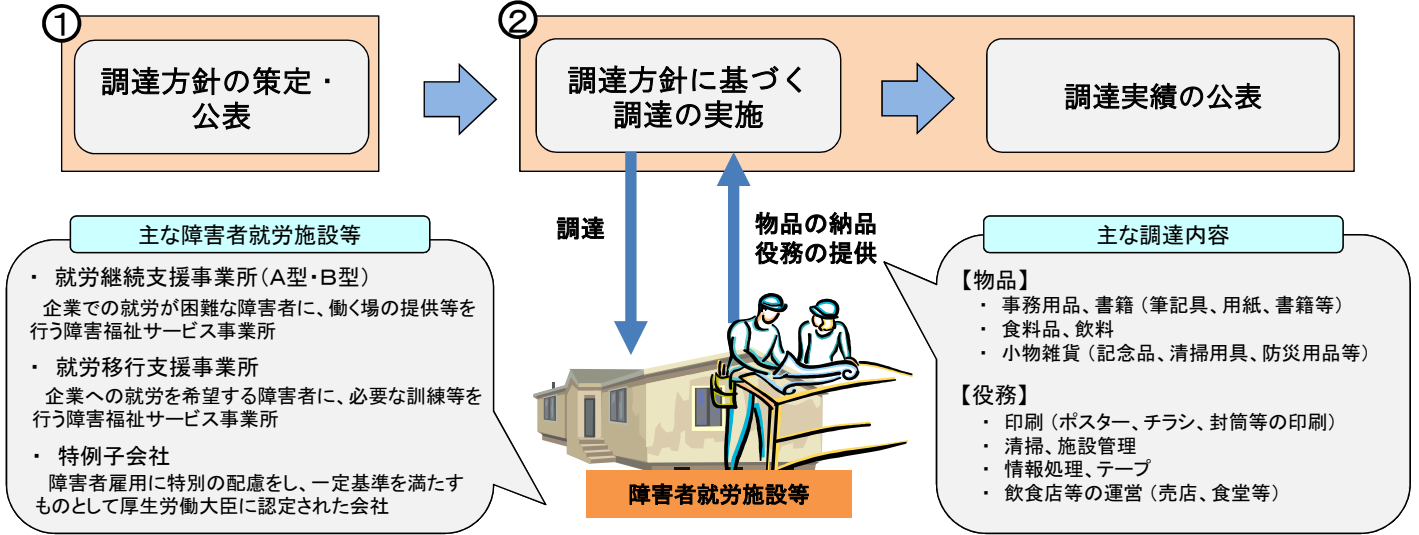 ①
調達方針の策定・
公表
②
調達方針に基づく
調達の実施
調達実績の公表
調達
物品の納品
役務の提供
主な障害者就労施設等
・ 就労継続支援事業所(A型・B型)
企業での就労が困難な障害者に、働く場の提供等を
行う障害福祉サービス事業所
・ 就労移行支援事業所
企業への就労を希望する障害者に、必要な訓練等を
行う障害福祉サービス事業所
・ 特例子会社
障害者雇用に特別の配慮をし、一定基準を満たす
ものとして厚生労働大臣に認定された会社
障害者就労施設等
主な調達内容
【物品】
・ 事務用品、書籍 (筆記具、用紙、書籍等)
・ 食料品、飲料
・ 小物雑貨 (記念品、清掃用具、防災用品等)
【役務】
・ 印刷 (ポスター、チラシ、封筒等の印刷)
・ 清掃、施設管理
・ 情報処理、テープ
・ 飲食店等の運営 (売店、食堂等)